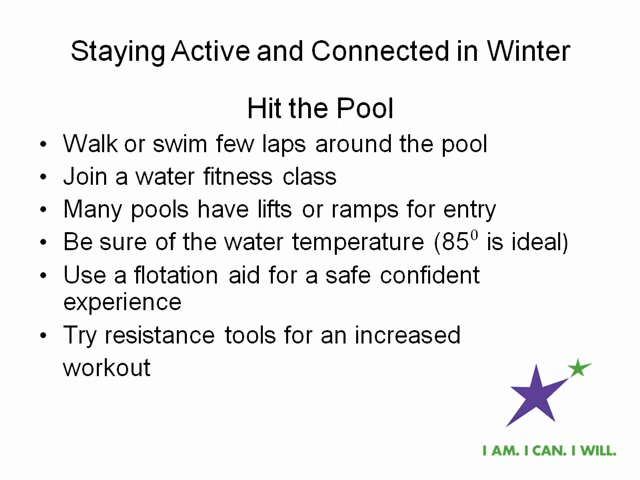 Staying Active and Connected in Winter
Hit the Pool
• Walk or swim few laps around the pool
• Join a water fitness class
• Many pools have lifts or ramps for entry
• Be sure of the water temperature (85⁰ is ideal)
• Use a flotation aid for a safe confident
experience
• Try resistance tools for an increased
workout
I AM. I CAN. I WILL.